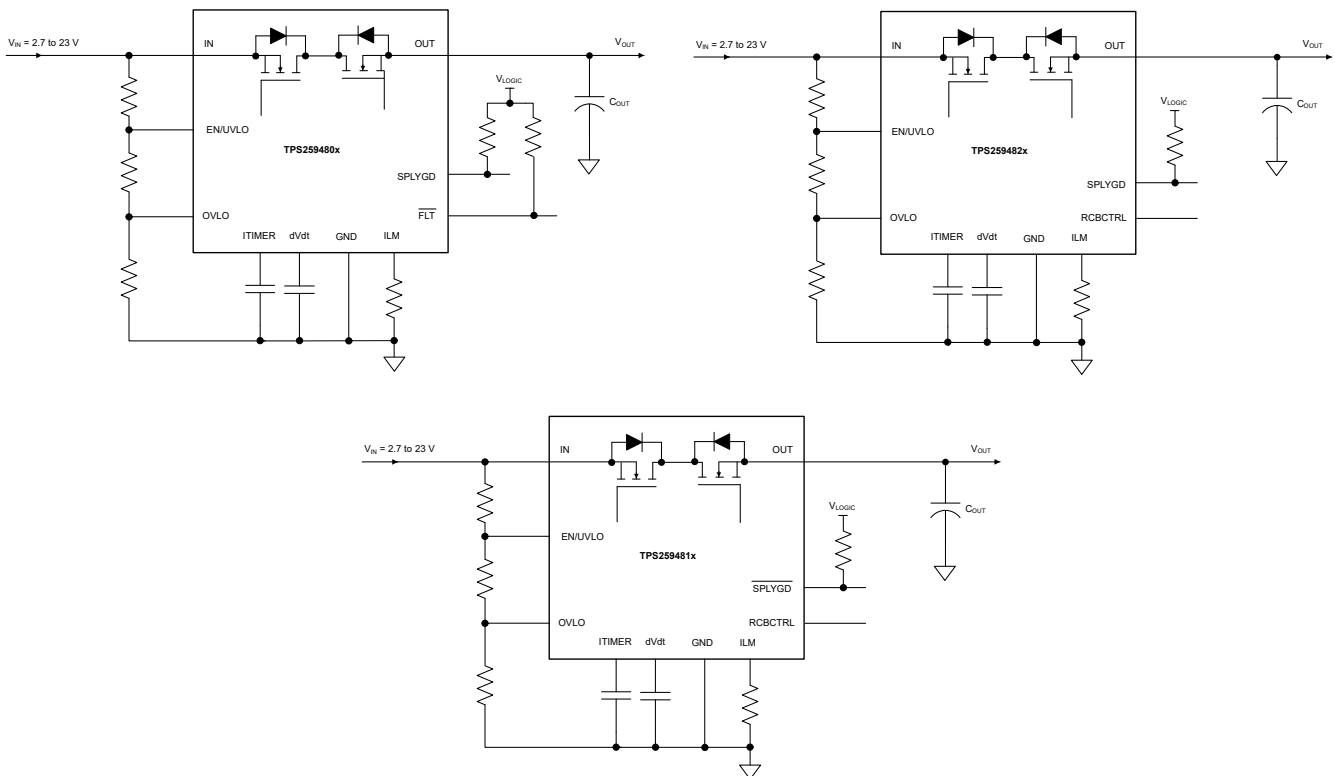 V_IN = 2.7 to 23 V
IN
OUT
V_OUT
C_OUT
V_LOGIC
EN/UVLO
TPS259480x
SPLYGD
OVLO
FLT
ITIMER dVdt GND ILM
V_IN = 2.7 to 23 V
IN
OUT
V_OUT
C_OUT
V_LOGIC
EN/UVLO
TPS259482x
SPLYGD
OVLO
RCBCTRL
ITIMER dVdt GND ILM
V_IN = 2.7 to 23 V
IN
OUT
V_OUT
V_LOGIC
C_OUT
EN/UVLO
TPS259481x
SPLYGD
OVLO
RCBCTRL
ITIMER dVdt GND ILM